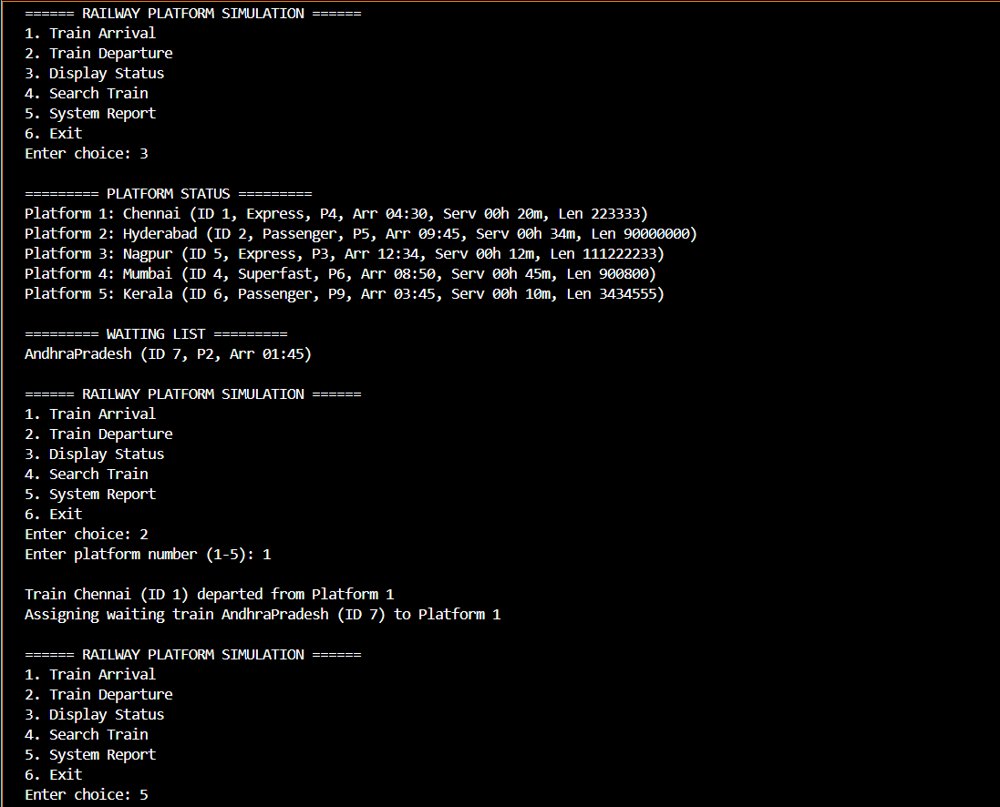 ====== RAILWAY PLATFORM SIMULATION ======
1. Train Arrival
2. Train Departure
3. Display Status
4. Search Train
5. System Report
6. Exit
Enter choice: 3
========= PLATFORM STATUS =========
Platform 1: Chennai (ID 1, Express, P4, Arr 04:30, Serv 00h 20m, Len 223333)
Platform 2: Hyderabad (ID 2, Passenger, P5, Arr 09:45, Serv 00h 34m, Len 90000000)
Platform 3: Nagpur (ID 5, Express, P3, Arr 12:34, Serv 00h 12m, Len 111222233)
Platform 4: Mumbai (ID 4, Superfast, P6, Arr 08:50, Serv 00h 45m, Len 900800)
Platform 5: Kerala (ID 6, Passenger, P9, Arr 03:45, Serv 00h 10m, Len 3434555)
========= WAITING LIST =========
AndhraPradesh (ID 7, P2, Arr 01:45)
====== RAILWAY PLATFORM SIMULATION ======
1. Train Arrival
2. Train Departure
3. Display Status
4. Search Train
5. System Report
6. Exit
Enter choice: 2
Enter platform number (1-5): 1
Train Chennai (ID 1) departed from Platform 1
Assigning waiting train AndhraPradesh (ID 7) to Platform 1
====== RAILWAY PLATFORM SIMULATION ======
1. Train Arrival
2. Train Departure
3. Display Status
4. Search Train
5. System Report
6. Exit
Enter choice: 5